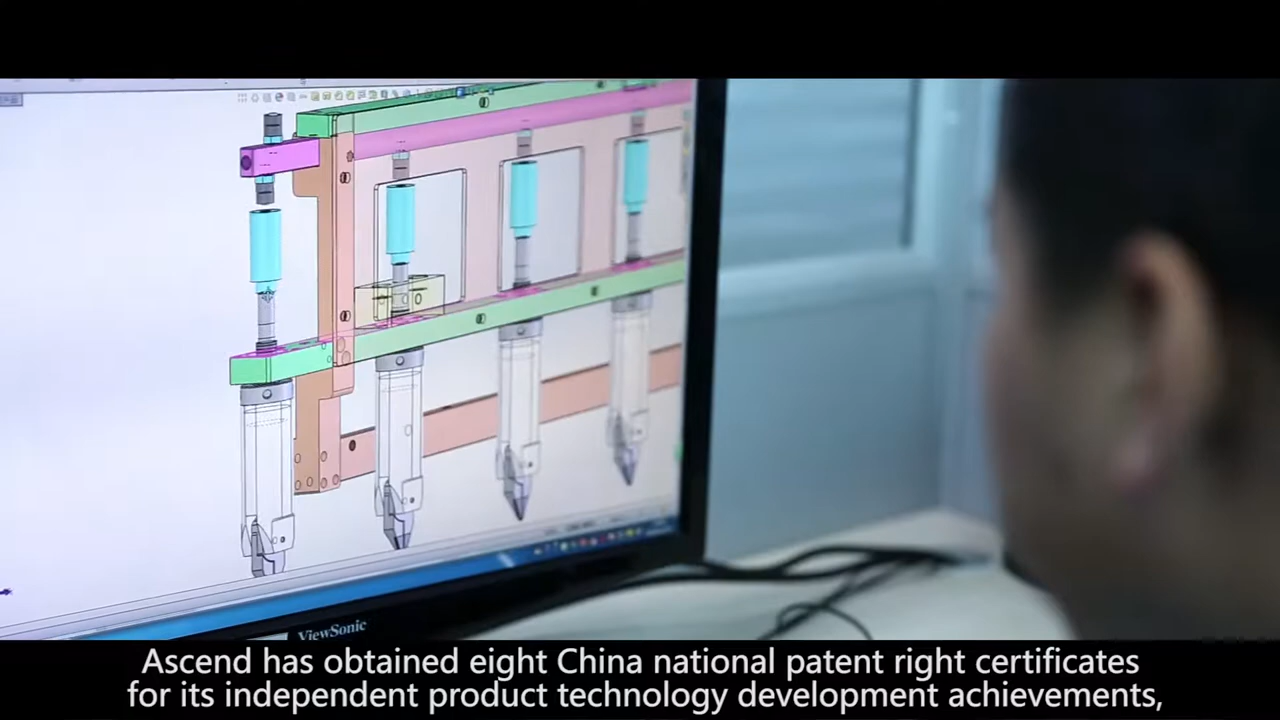 ViewSonic
Ascend has obtained eight China national patent right certificates
for its independent product technology development achievements,